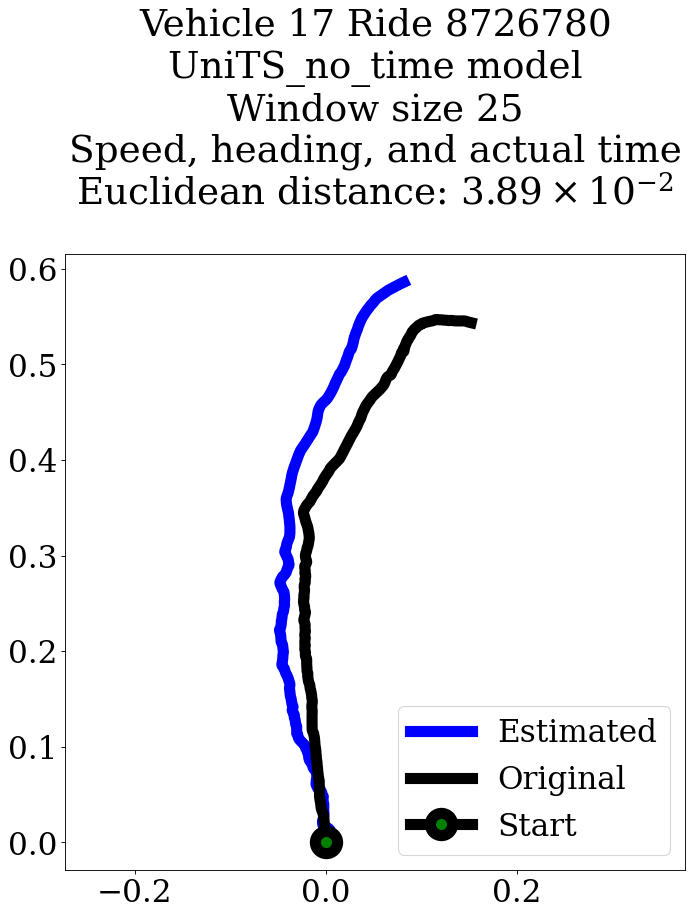 Vehicle 17 Ride 8726780
UniTS_no_time model
Window size 25
Speed, heading, and actual time
Euclidean distance: 3.89 × 10⁻²
0.6
0.5
0.4
0.3
0.2
0.1
0.0
Estimated
Original
Start
−0.2
0.0
0.2